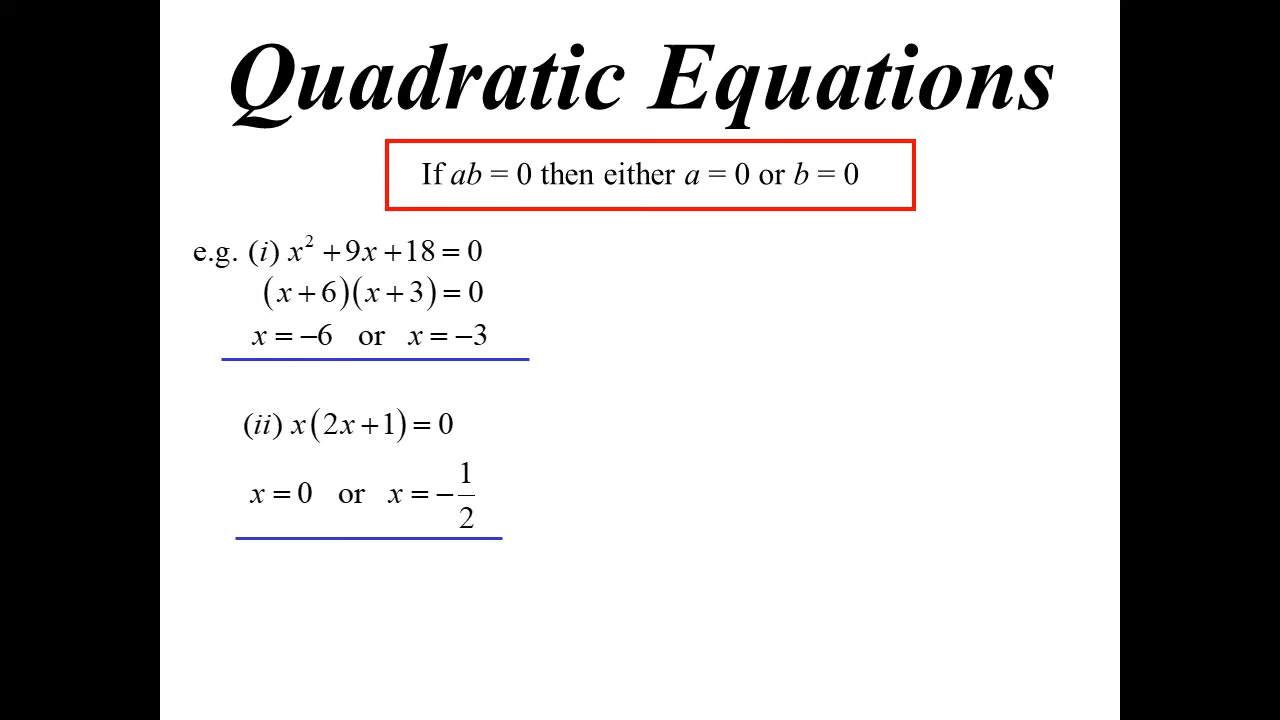 Quadratic Equations
If ab = 0 then either a = 0 or b = 0
e.g. (i) x² + 9x + 18 = 0
(x + 6)(x + 3) = 0
x = −6 or x = −3
(ii) x(2x + 1) = 0
x = 0 or x = −1/2